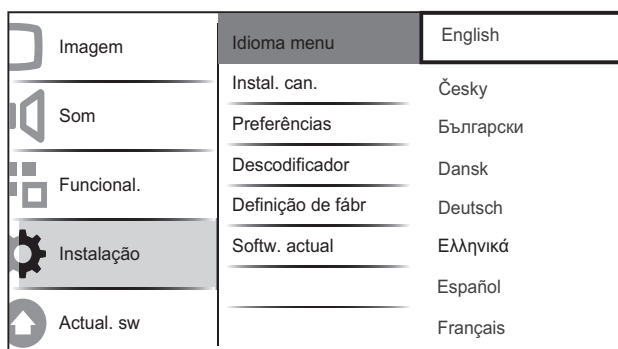 Imagem
Som
Funcional.
Instalação
Actual. sw
Idioma menu
Instal. can.
Preferências
Descodificador
Definição de fábr
Softw. actual
English
Česky
Български
Dansk
Deutsch
Ελληνικά
Español
Français